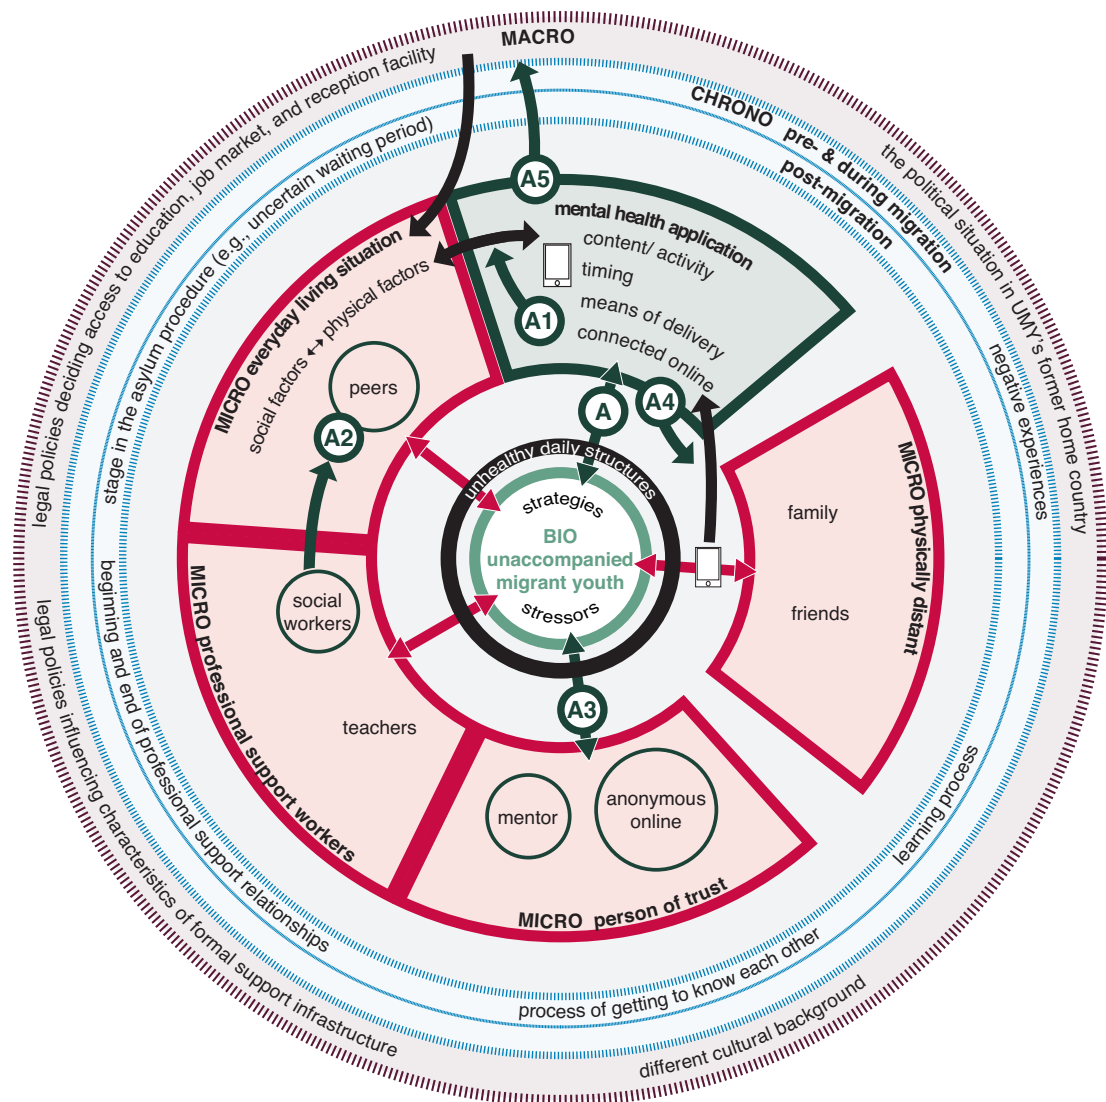 MACRO
legal policies deciding access to education, job market, and reception facility
the political situation in UMY's former home country
different cultural background
legal policies influencing characteristics of formal support infrastructure
CHRONO pre- & during migration
post-migration
stage in the asylum procedure (e.g., uncertain waiting period)
negative experiences
learning process
process of getting to know each other
beginning and end of professional support relationships
A5
mental health application
content/ activity
timing
means of delivery
connected online
A1
A
A4
MICRO everyday living situation
social factors ↔ physical factors
peers
A2
MICRO physically distant
family
friends
unhealthy daily structures
strategies
BIO
unaccompanied
migrant youth
stressors
MICRO professional support workers
social
workers
teachers
A3
MICRO person of trust
mentor
anonymous
online